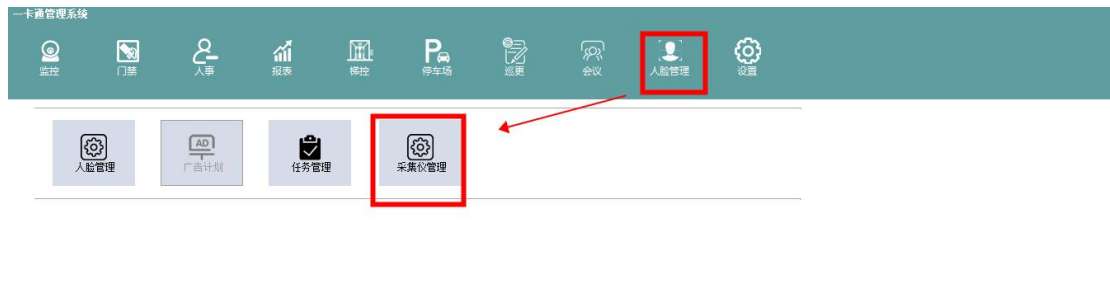 一卡通管理系统
监控 门禁 人事 报表 梯控 P 停车场 巡更 会议 人脸管理 设置
人脸管理 AD 广告计划 任务管理 采集仪管理